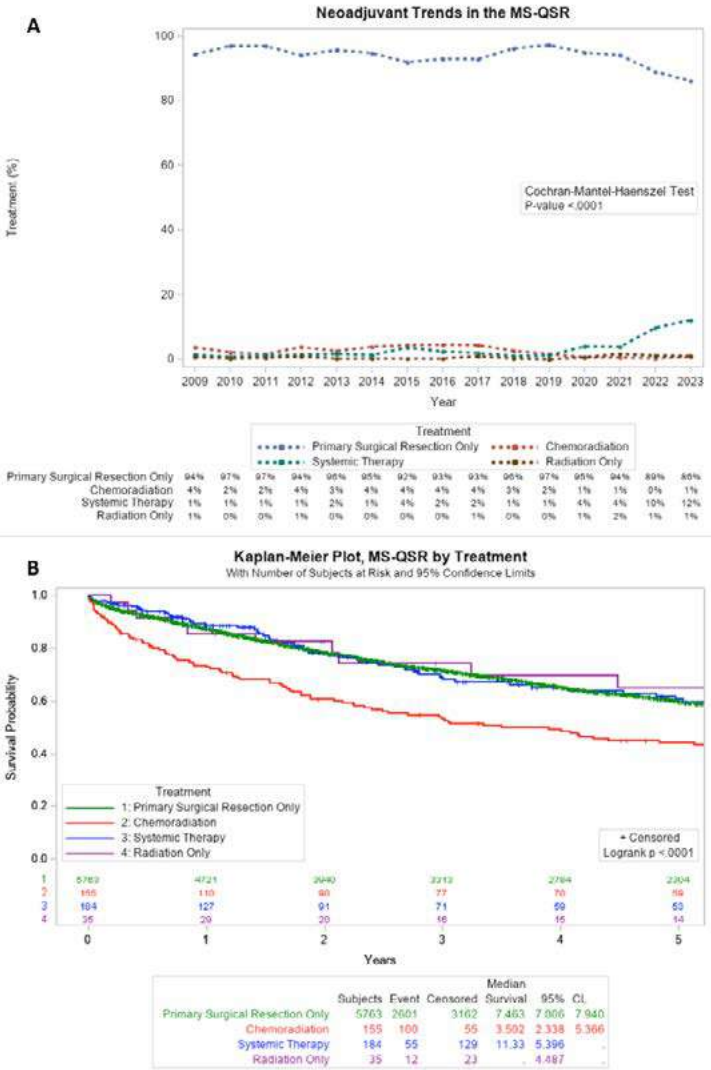 A
Neoadjuvant Trends in the MS-QSR
100
80
60
40
20
0
Treatment (%)
Cochran-Mantel-Haenszel Test
P-value <.0001
2009 2010 2011 2012 2013 2014 2015 2016 2017 2018 2019 2020 2021 2022 2023
Year
Treatment
Primary Surgical Resection Only Chemoradiation
Systemic Therapy Radiation Only
Primary Surgical Resection Only 94% 97% 97% 94% 96% 95% 92% 93% 93% 96% 97% 95% 94% 89% 86%
Chemoradiation 4% 2% 2% 4% 3% 4% 4% 4% 4% 3% 2% 1% 1% 0% 1%
Systemic Therapy 1% 1% 1% 1% 2% 1% 4% 2% 2% 1% 1% 4% 4% 10% 12%
Radiation Only 1% 0% 0% 1% 0% 0% 0% 0% 1% 0% 0% 1% 2% 1% 1%
B
Kaplan-Meier Plot, MS-QSR by Treatment
With Number of Subjects at Risk and 95% Confidence Limits
1.0
0.8
0.6
0.4
0.2
0.0
Survival Probability
Treatment
1: Primary Surgical Resection Only
2: Chemoradiation
3: Systemic Therapy
4: Radiation Only
+ Censored
Logrank p <.0001
1 5763 4721 3940 3313 2784 2304
2 155 110 90 77 70 59
3 184 127 91 71 59 53
4 35 29 20 16 15 14
0 1 2 3 4 5
Years
Median
Subjects Event Censored Survival 95% CL
Primary Surgical Resection Only 5763 2601 3162 7.463 7.006 7.940
Chemoradiation 155 100 55 3.502 2.338 5.366
Systemic Therapy 184 55 129 11.33 5.396 .
Radiation Only 35 12 23 . 4.487 .